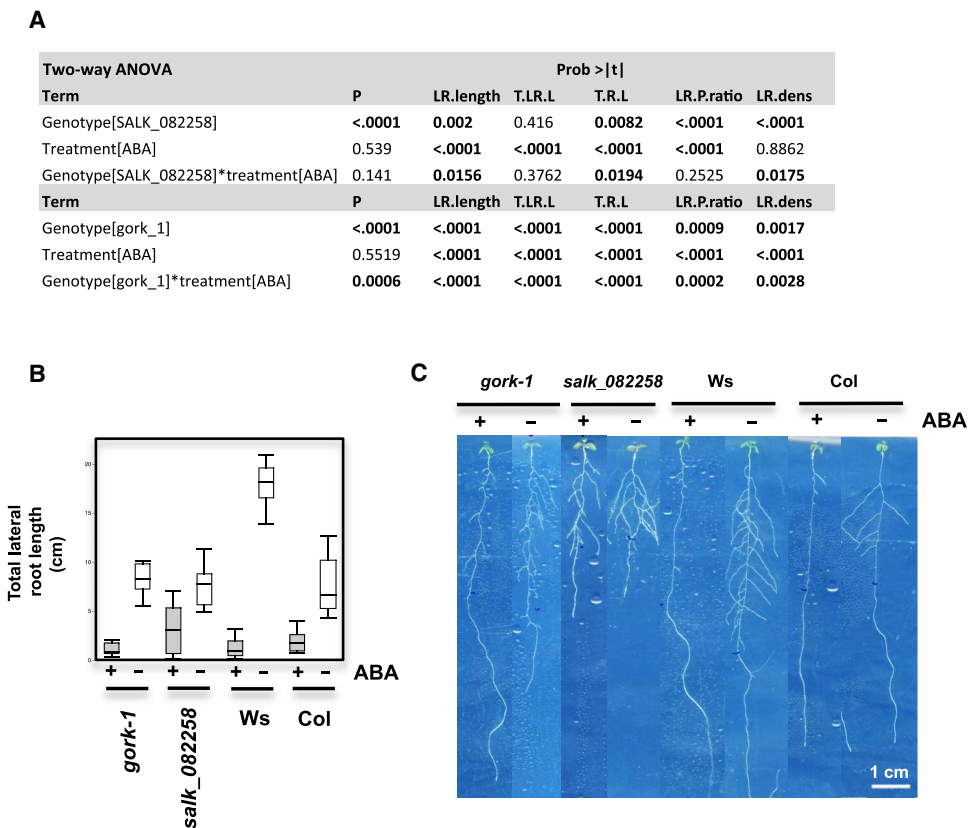 A
Two-way ANOVA Prob >|t|
Term P LR.length T.LR.L T.R.L LR.P.ratio LR.dens
Genotype[SALK_082258] <.0001 0.002 0.416 0.0082 <.0001 <.0001
Treatment[ABA] 0.539 <.0001 <.0001 <.0001 <.0001 0.8862
Genotype[SALK_082258]*treatment[ABA] 0.141 0.0156 0.3762 0.0194 0.2525 0.0175
Term P LR.length T.LR.L T.R.L LR.P.ratio LR.dens
Genotype[gork_1] <.0001 <.0001 <.0001 <.0001 0.0009 0.0017
Treatment[ABA] 0.5519 <.0001 <.0001 <.0001 <.0001 <.0001
Genotype[gork_1]*treatment[ABA] 0.0006 <.0001 <.0001 <.0001 0.0002 0.0028
B
Total lateral
root length
(cm)
20
15
10
5
0
+ − + − + − + − ABA
gork-1 salk_082258 Ws Col
C
gork-1 salk_082258 Ws Col
+ − + − + − + − ABA
1 cm